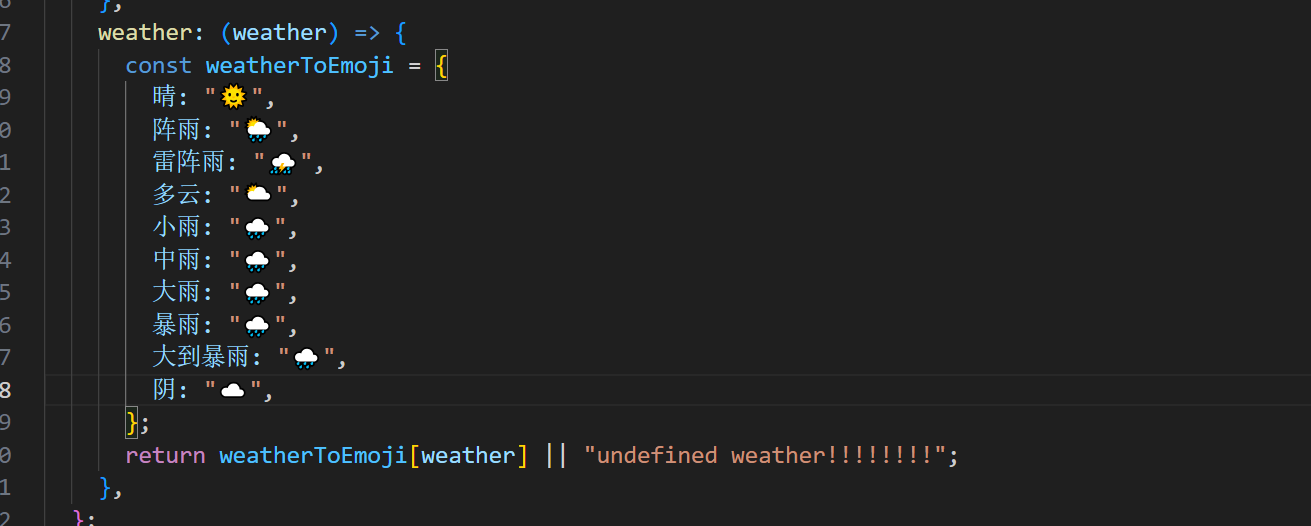 6 },
7 weather: (weather) => {
8 const weatherToEmoji = {
9 晴: "🌞",
0 阵雨: "🌦",
1 雷阵雨: "⛈",
2 多云: "🌥",
3 小雨: "🌧",
4 中雨: "🌧",
5 大雨: "🌧",
6 暴雨: "🌧",
7 大到暴雨: "🌧",
8 阴: "☁",
9 };
0 return weatherToEmoji[weather] || "undefined weather!!!!!!!!";
1 },
2 };